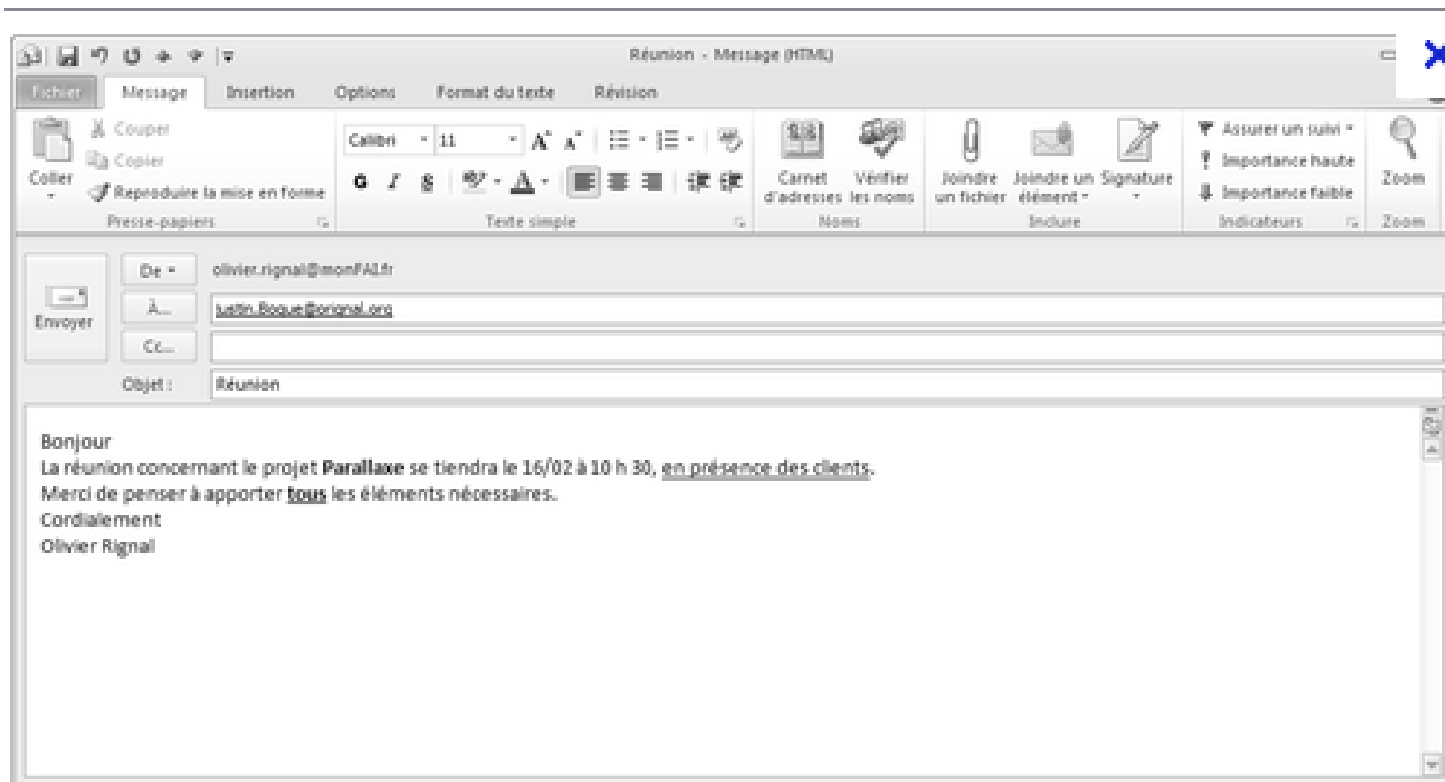 Réunion - Message (HTML)
Fichier Message Insertion Options Format du texte Révision
Coller
Couper
Copier
Reproduire la mise en forme
Presse-papiers
Calibri 11
G I S
Texte simple
Carnet d'adresses
Vérifier les noms
Noms
Joindre un fichier
Joindre un élément
Signature
Inclure
Assurer un suivi
Importance haute
Importance faible
Indicateurs
Zoom
Zoom
Envoyer
De olivier.rignal@monFAI.fr
À... justin.Boque@orignal.org
Cc...
Objet : Réunion
Bonjour
La réunion concernant le projet Parallaxe se tiendra le 16/02 à 10 h 30, en présence des clients.
Merci de penser à apporter tous les éléments nécessaires.
Cordialement
Olivier Rignal